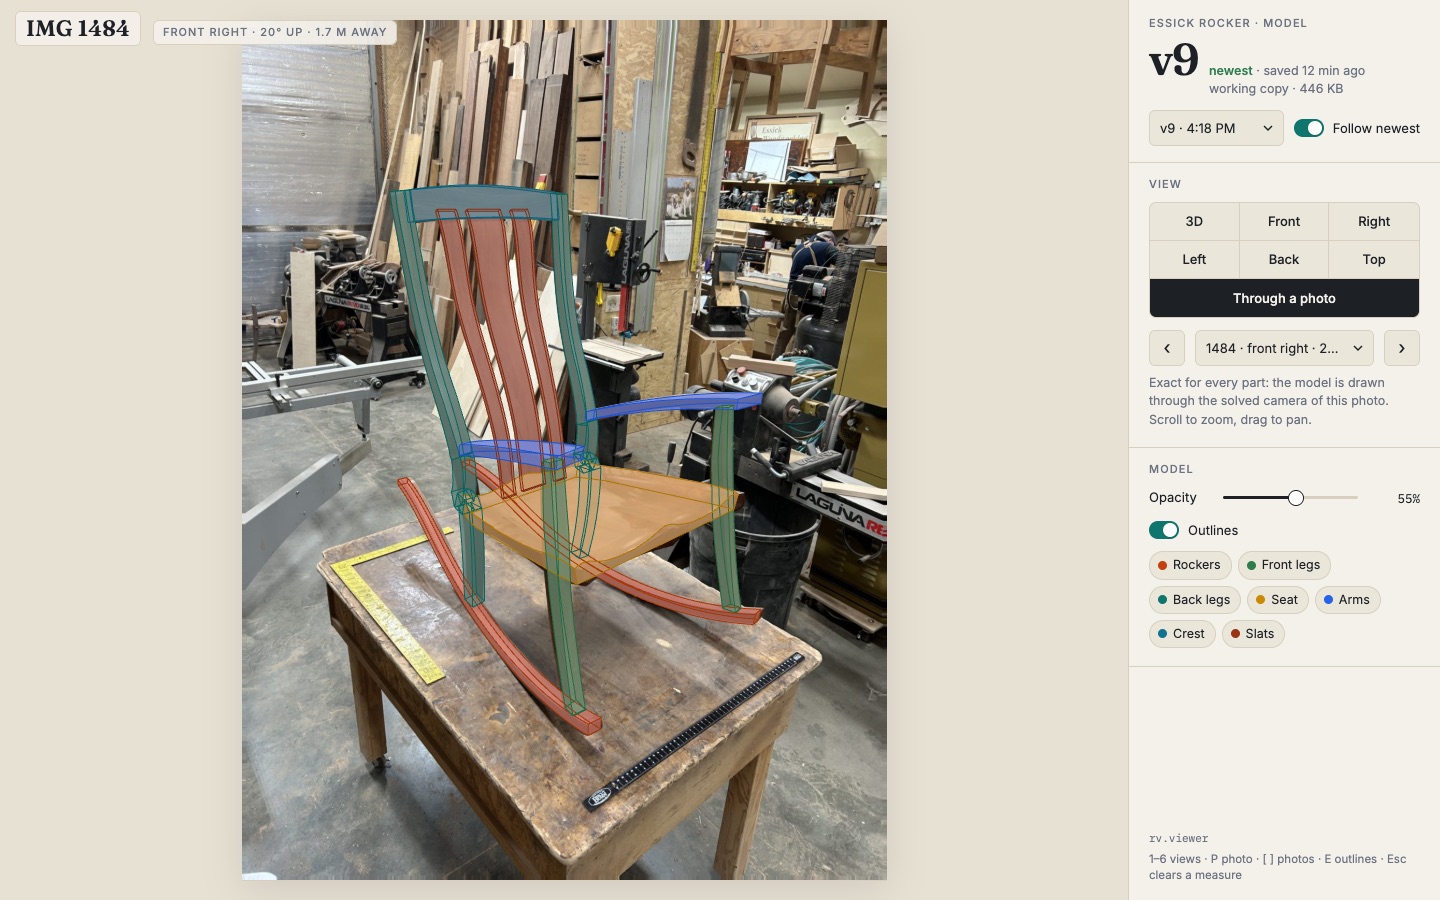 IMG 1484
FRONT RIGHT · 20° UP · 1.7 M AWAY
Essick
LAGUNA
LAGUNA RE
ESSICK ROCKER · MODEL
v9
newest · saved 12 min ago
working copy · 446 KB
v9 · 4:18 PM
Follow newest
VIEW
3D
Front
Right
Left
Back
Top
Through a photo
‹
1484 · front right · 2...
›
Exact for every part: the model is drawn
through the solved camera of this photo.
Scroll to zoom, drag to pan.
MODEL
Opacity
55%
Outlines
Rockers
Front legs
Back legs
Seat
Arms
Crest
Slats
rv.viewer
1–6 views · P photo · [ ] photos · E outlines · Esc
clears a measure